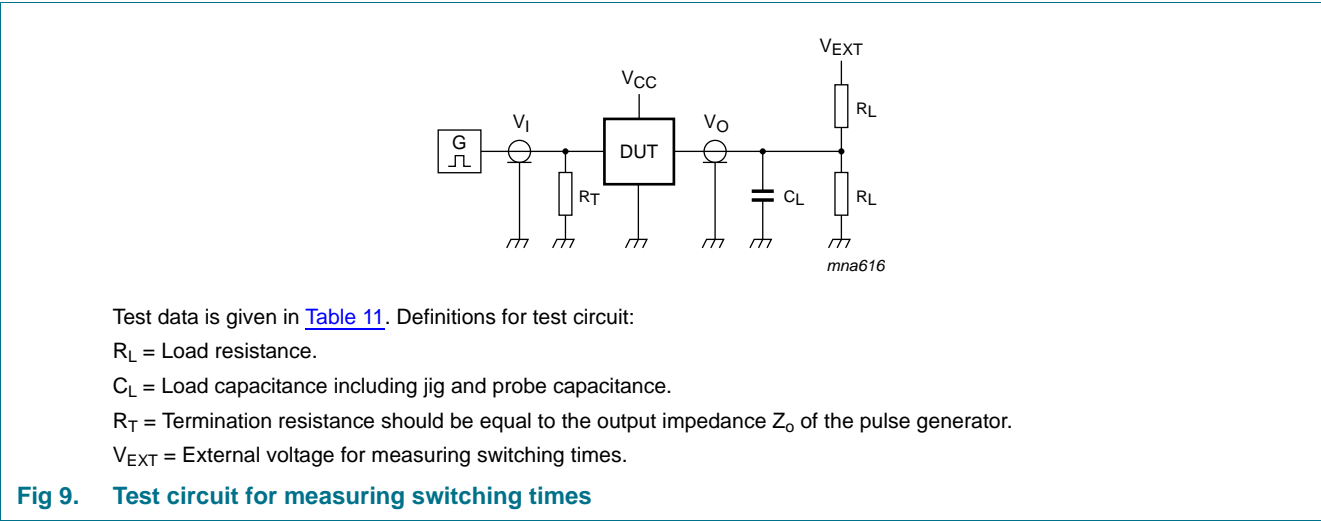 VEXT
RL
VCC
VI
VO
G
DUT
RT
CL
RL
mna616
Test data is given in Table 11. Definitions for test circuit:
RL = Load resistance.
CL = Load capacitance including jig and probe capacitance.
RT = Termination resistance should be equal to the output impedance Zo of the pulse generator.
VEXT = External voltage for measuring switching times.
Fig 9. Test circuit for measuring switching times